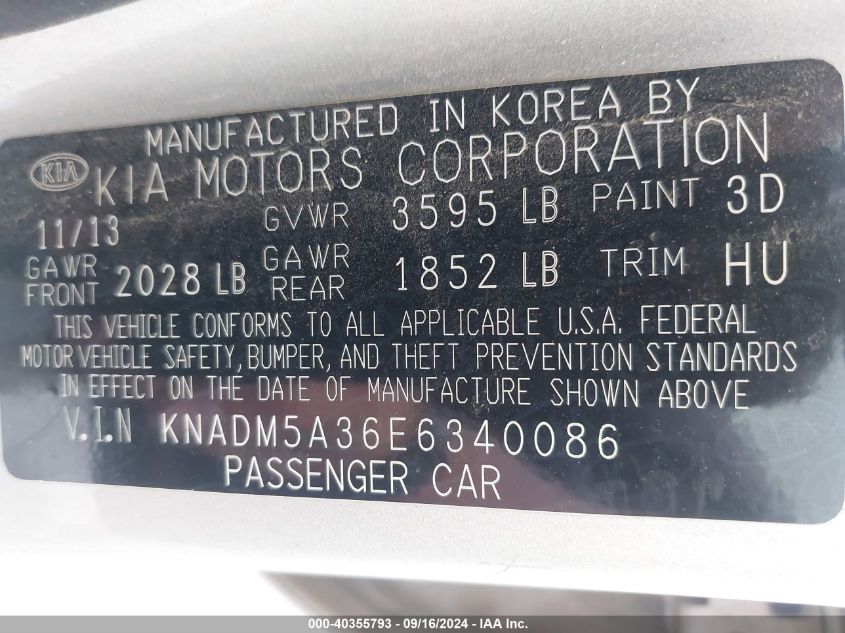 MANUFACTURED IN KOREA BY
KIA KIA MOTORS CORPORATION
11/13 GVWR 3595 LB PAINT 3D
GAWR FRONT 2028 LB GAWR REAR 1852 LB TRIM HU
THIS VEHICLE CONFORMS TO ALL APPLICABLE U.S.A. FEDERAL
MOTOR VEHICLE SAFETY, BUMPER, AND THEFT PREVENTION STANDARDS
IN EFFECT ON THE DATE OF MANUFACTURE SHOWN ABOVE
V.I.N KNADM5A36E6340086
PASSENGER CAR
000-40355793 - 09/16/2024 - IAA Inc.